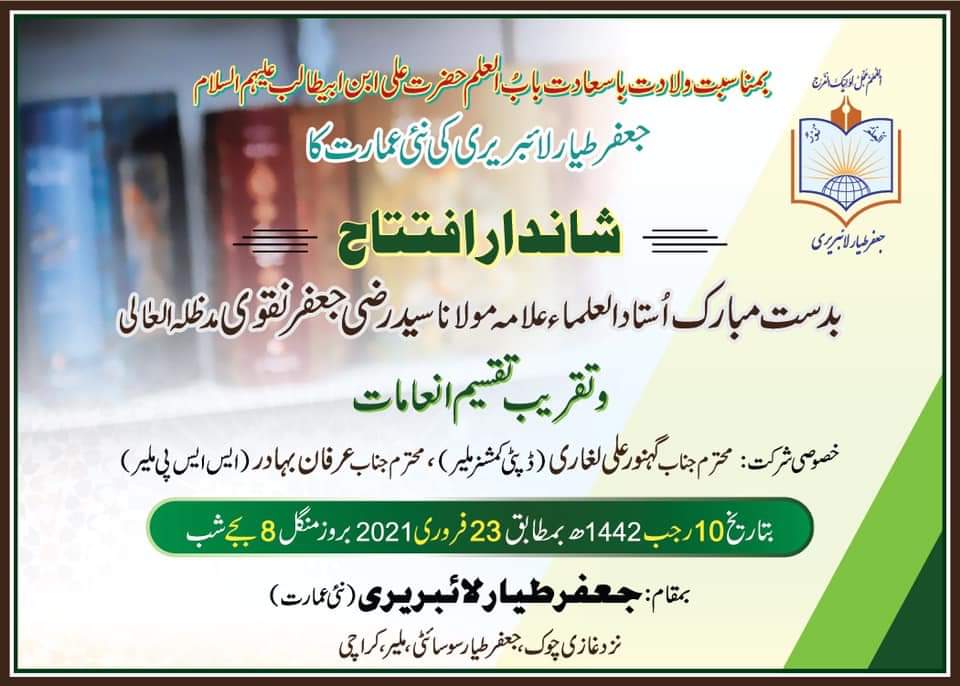 بمناسبت ولادت باسعادت بابُ العلم حضرت علی ابن ابیطالب علیہم السلام
جعفر طیار لائبریری کی نئی عمارت کا
شاندار افتتاح
بدست مبارک اُستاد العلماء علامہ مولانا سید رضی جعفر نقوی مدظلہ العالی
و تقریب تقسیم انعامات
خصوصی شرکت: محترم جناب گہنور علی لغاری (ڈپٹی کمشنر ملیر)، محترم جناب عرفان بہادر (ایس ایس پی ملیر)
بتاریخ 10 رجب 1442ھ بمطابق 23 فروری 2021 بروز منگل 8 بجے شب
بمقام: جعفر طیار لائبریری (نئی عمارت)
نزد غازی چوک، جعفر طیار سوسائٹی، ملیر، کراچی
جعفر طیار لائبریری